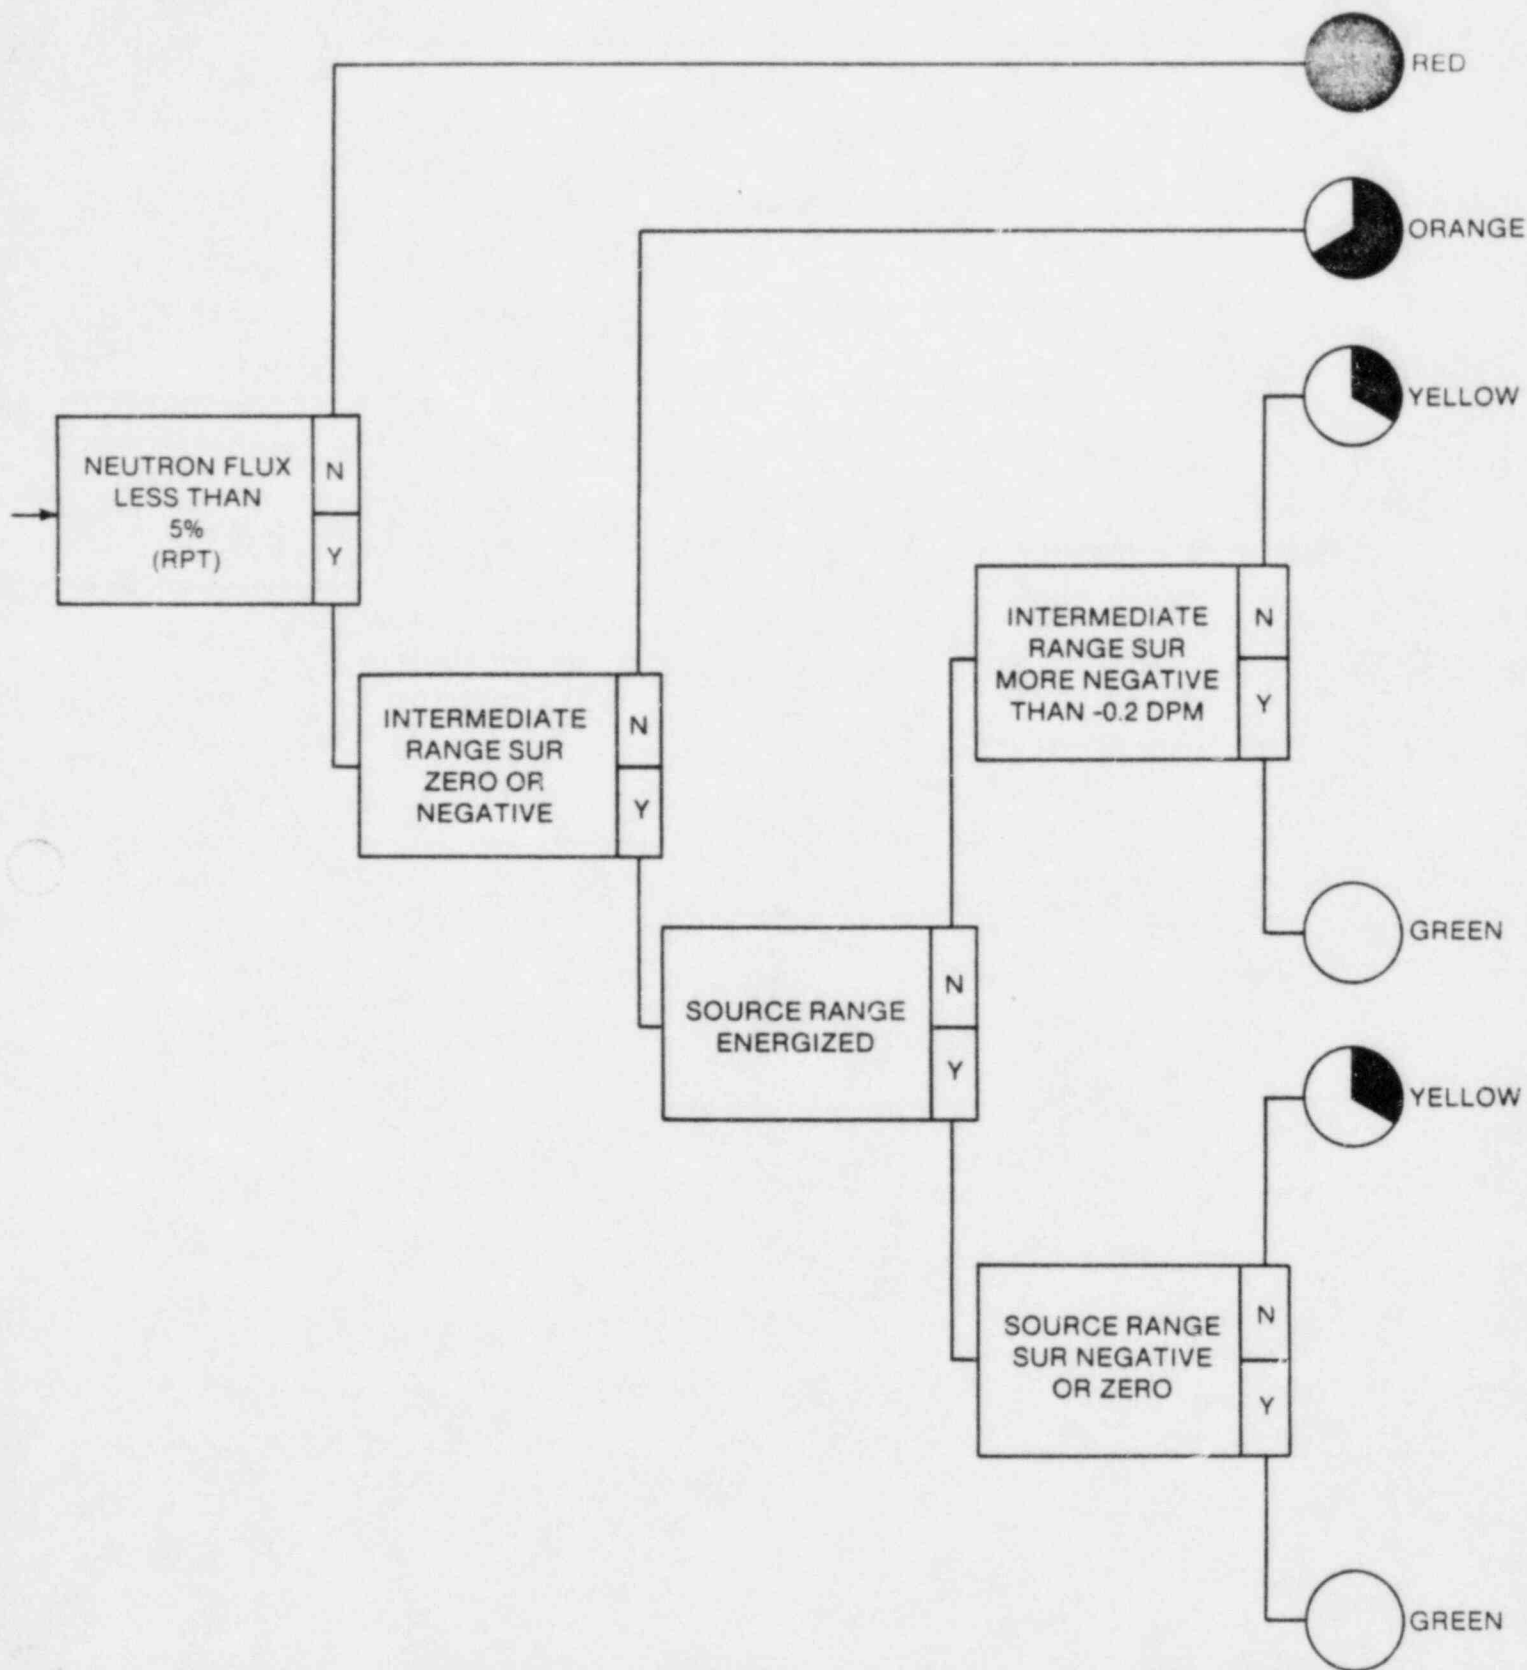 RED
ORANGE
YELLOW
NEUTRON FLUX
LESS THAN
5%
(RPT)
N
Y
INTERMEDIATE
RANGE SUR
ZERO OR
NEGATIVE
N
Y
SOURCE RANGE
ENERGIZED
N
Y
INTERMEDIATE
RANGE SUR
MORE NEGATIVE
THAN -0.2 DPM
N
Y
GREEN
YELLOW
SOURCE RANGE
SUR NEGATIVE
OR ZERO
N
Y
GREEN